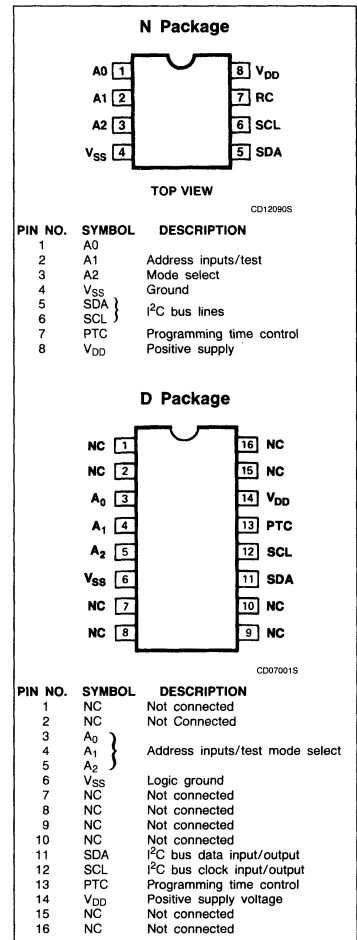 N Package
A0 1 8 VDD
A1 2 7 RC
A2 3 6 SCL
VSS 4 5 SDA
TOP VIEW
CD12090S
PIN NO. SYMBOL DESCRIPTION
1 A0
2 A1 Address inputs/test
3 A2 Mode select
4 VSS Ground
5 SDA
I²C bus lines
6 SCL
7 PTC Programming time control
8 VDD Positive supply
D Package
NC 1 16 NC
NC 2 15 NC
A0 3 14 VDD
A1 4 13 PTC
A2 5 12 SCL
VSS 6 11 SDA
NC 7 10 NC
NC 8 9 NC
CD07001S
PIN NO. SYMBOL DESCRIPTION
1 NC Not connected
2 NC Not Connected
3 A0
4 A1 Address inputs/test mode select
5 A2
6 VSS Logic ground
7 NC Not connected
8 NC Not connected
9 NC Not connected
10 NC Not connected
11 SDA I²C bus data input/output
12 SCL I²C bus clock input/output
13 PTC Programming time control
14 VDD Positive supply voltage
15 NC Not connected
16 NC Not connected